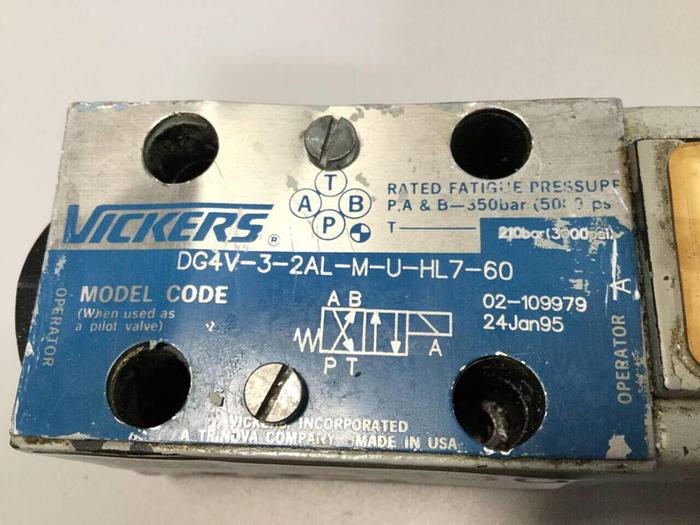 T
A B
P
VICKERS®
RATED FATIGUE PRESSURE
P,A & B—350bar
T— 210bar(3000psi)
DG4V-3-2AL-M-U-HL7-60
MODEL CODE
(When used as
a pilot valve)
02-109979
24Jan95
A B
A
P T
OPERATOR
OPERATOR A
VICKERS, INCORPORATED
A TRINOVA COMPANY MADE IN USA